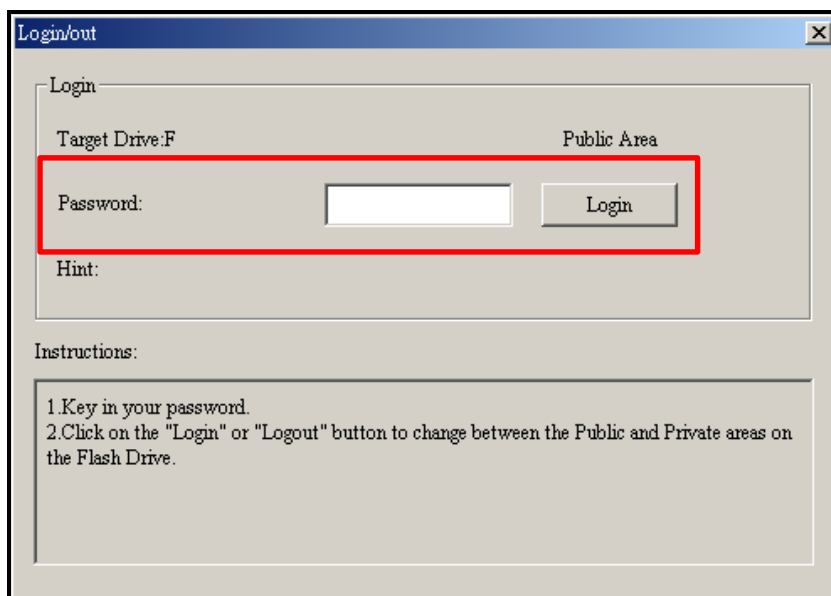 Login/out
Login
Target Drive:F Public Area
Password: Login
Hint:
Instructions:
1.Key in your password.
2.Click on the "Login" or "Logout" button to change between the Public and Private areas on
the Flash Drive.